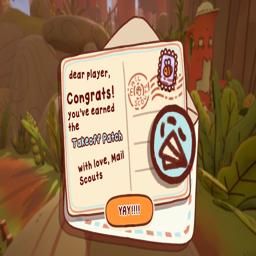 dear player,
Congrats!
you've earned
the
Takeoff Patch
with love, Mail
Scouts
YAY!!!!